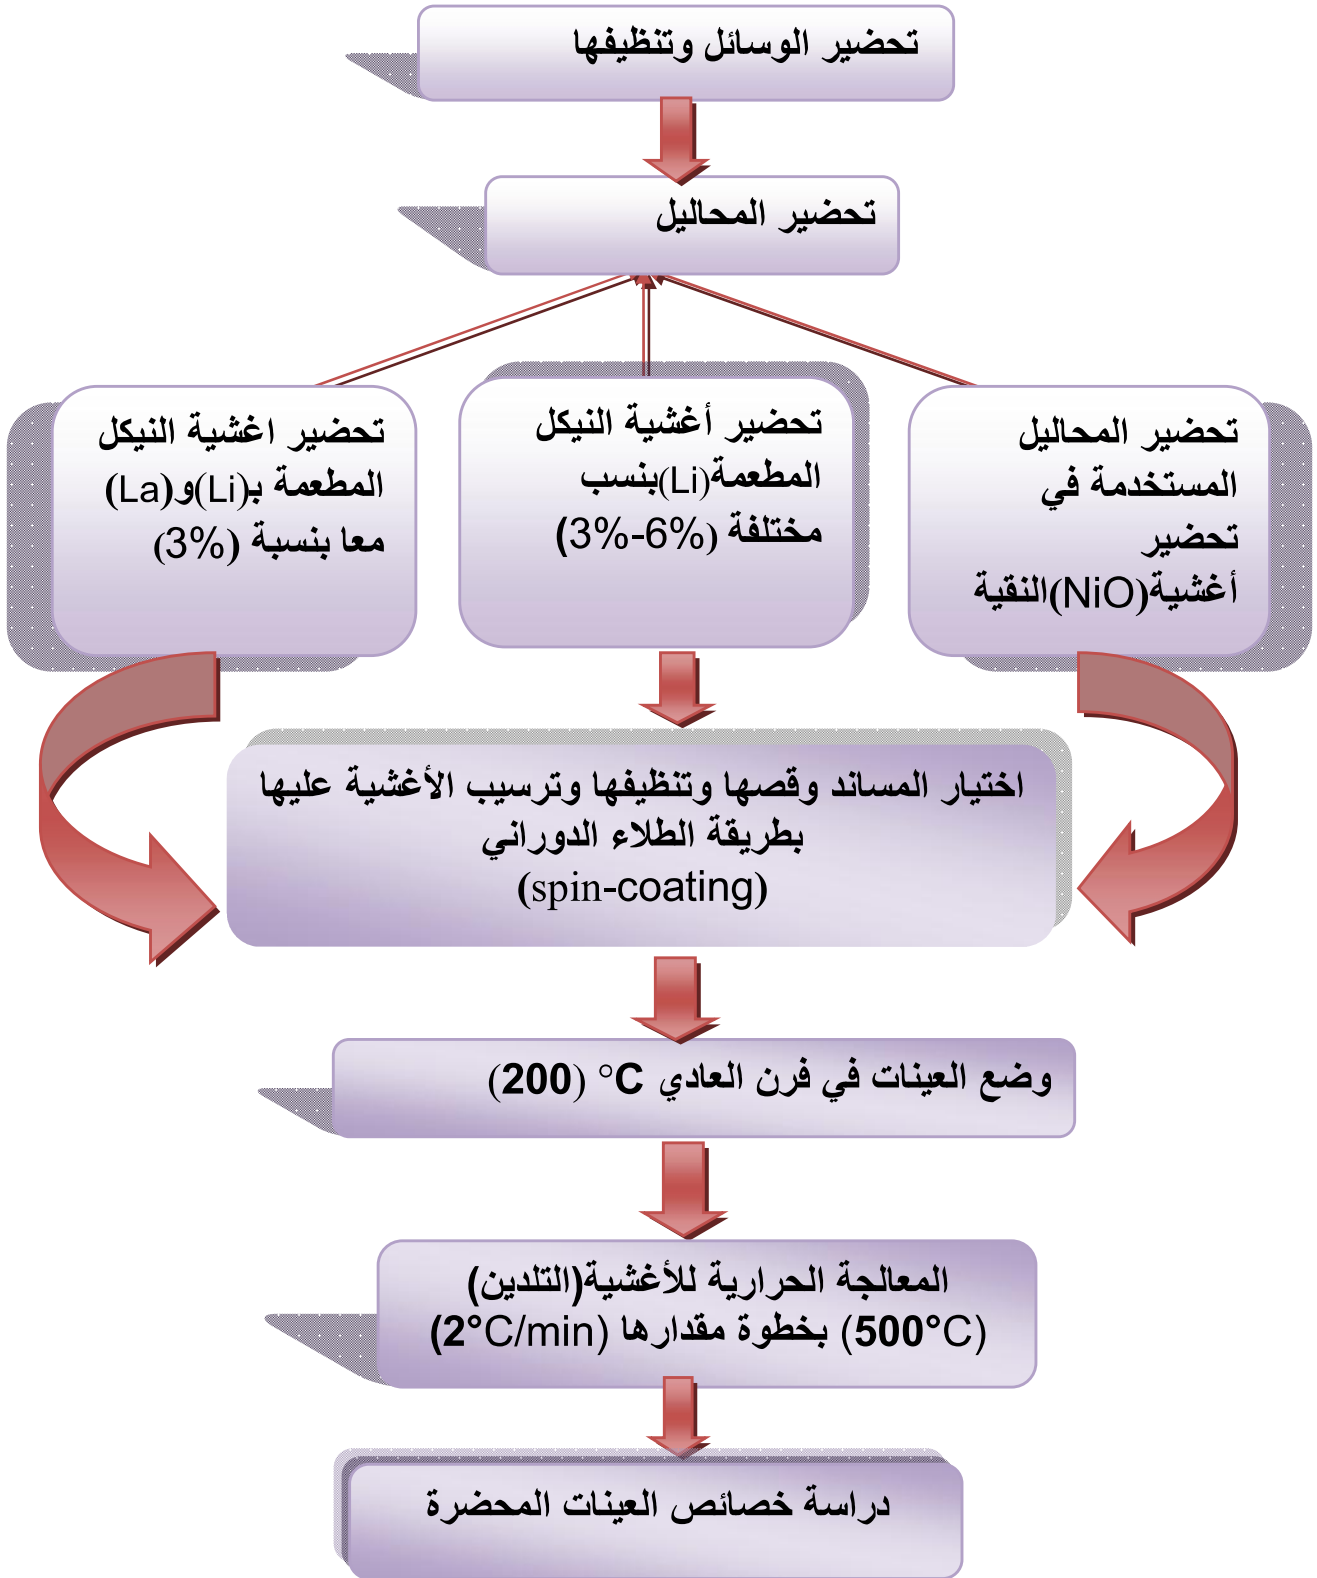 تحضير الوسائل وتنظيفها
تحضير المحاليل
تحضير المحاليل
المستخدمة في
تحضير
أغشية(NiO)النقية
تحضير أغشية النيكل
المطعمة(Li)بنسب
مختلفة (3%-6%)
تحضير اغشية النيكل
المطعمة بـ(Li)و(La)
معا بنسبة (3%)
اختيار المساند وقصها وتنظيفها وترسيب الأغشية عليها
بطريقة الطلاء الدوراني
(spin-coating)
وضع العينات في فرن العادي C° (200)
المعالجة الحرارية للأغشية(التلدين)
(500°C) بخطوة مقدارها (2°C/min)
دراسة خصائص العينات المحضرة